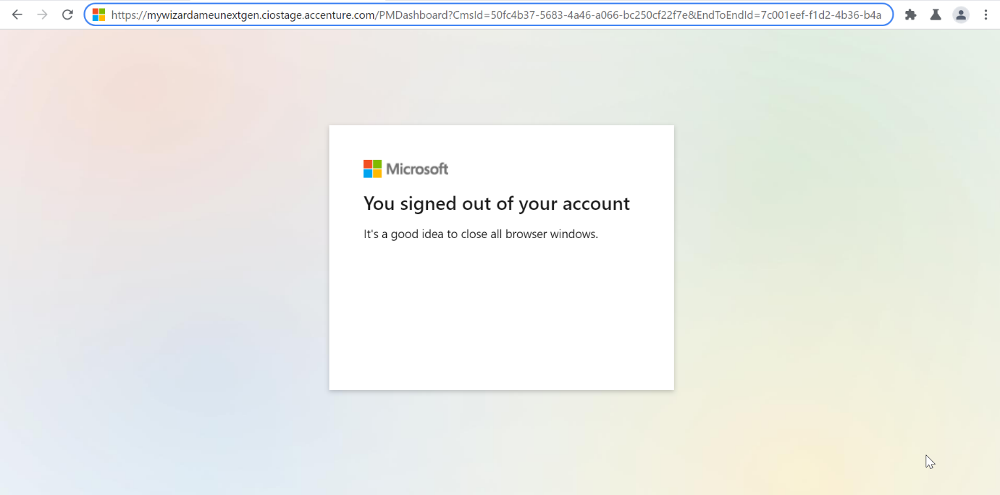 https://mywizardameunextgen.ciostage.accenture.com/PMDashboard?CmsId=50fc4b37-5683-4a46-a066-bc250cf22f7e&EndToEndId=7c001eef-f1d2-4b36-b4a
Microsoft
You signed out of your account
It's a good idea to close all browser windows.